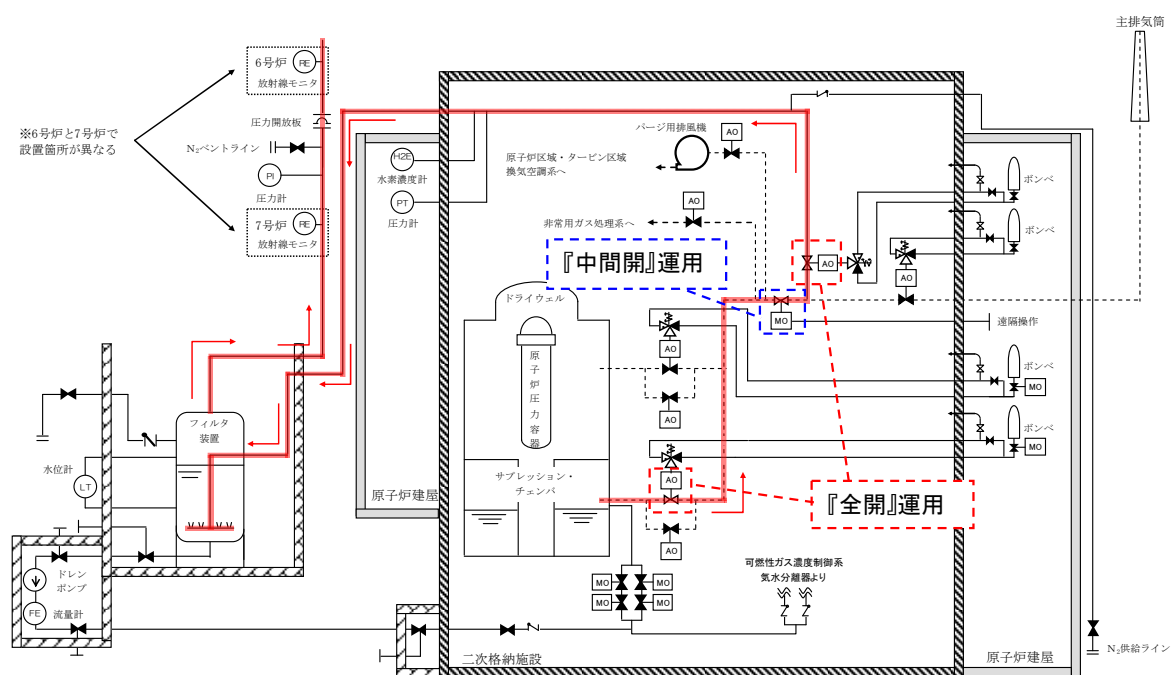 主排気筒
6号炉
RE
放射線モニタ
圧力開放板
※6号炉と7号炉で
設置箇所が異なる
N₂ベントライン
PI
圧力計
7号炉
RE
放射線モニタ
H2E
水素濃度計
PT
圧力計
パージ用排風機
AO
原子炉区域・タービン区域
換気空調系へ
AO
非常用ガス処理系へ
『中間開』運用
AO
AO
MO
ボンベ
ボンベ
遠隔操作
ドライウェル
原子炉圧力容器
AO
AO
ボンベ
MO
ボンベ
MO
フィルタ
装置
水位計
LT
サプレッション・
チェンバ
AO
AO
『全開』運用
原子炉建屋
ドレン
ポンプ
FE
流量計
MO
MO
MO
MO
可燃性ガス濃度制御系
気水分離器より
二次格納施設
原子炉建屋
N₂供給ライン